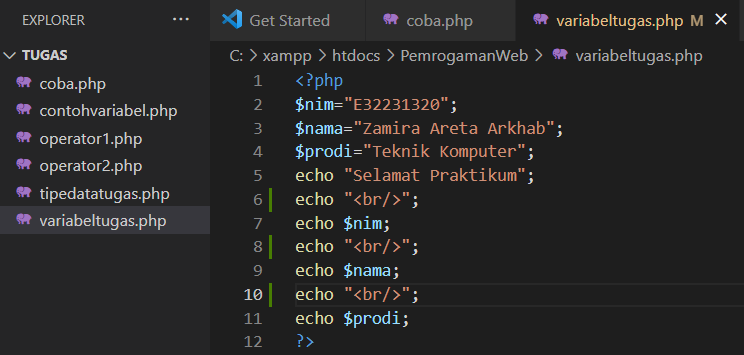 EXPLORER ...
TUGAS
coba.php
contohvariabel.php
operator1.php
operator2.php
tipedatatugas.php
variabeltugas.php
Get Started coba.php variabeltugas.php M
C: > xampp > htdocs > PemrogamanWeb > variabeltugas.php
1 <?php
2 $nim="E32231320";
3 $nama="Zamira Areta Arkhab";
4 $prodi="Teknik Komputer";
5 echo "Selamat Praktikum";
6 echo "<br/>";
7 echo $nim;
8 echo "<br/>";
9 echo $nama;
10 echo "<br/>";
11 echo $prodi;
12 ?>